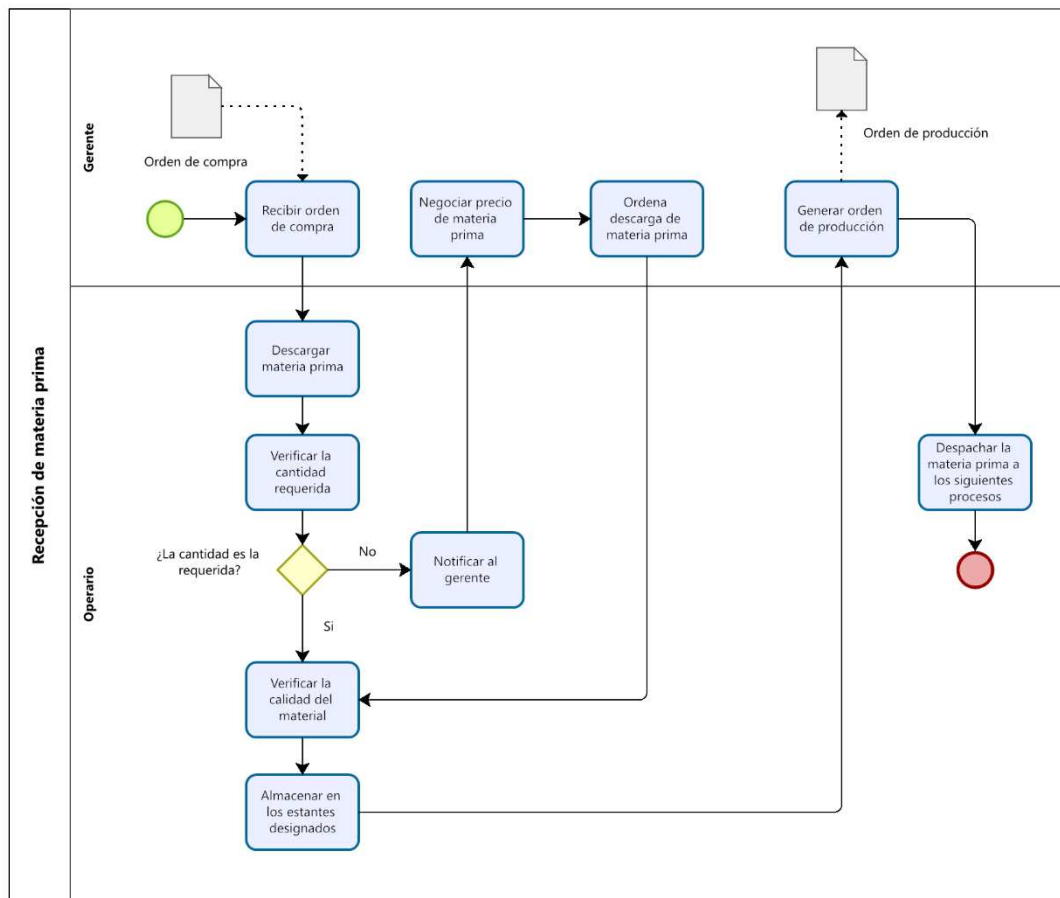 Recepción de materia prima
Gerente
Orden de compra
Recibir orden
de compra
Negociar precio
de materia
prima
Ordena
descarga de
materia prima
Orden de producción
Generar orden
de producción
Operario
Descargar
materia prima
Verificar la
cantidad
requerida
¿La cantidad es la
requerida?
No
Notificar al
gerente
Si
Verificar la
calidad del
material
Almacenar en
los estantes
designados
Despachar la
materia prima a
los siguientes
procesos